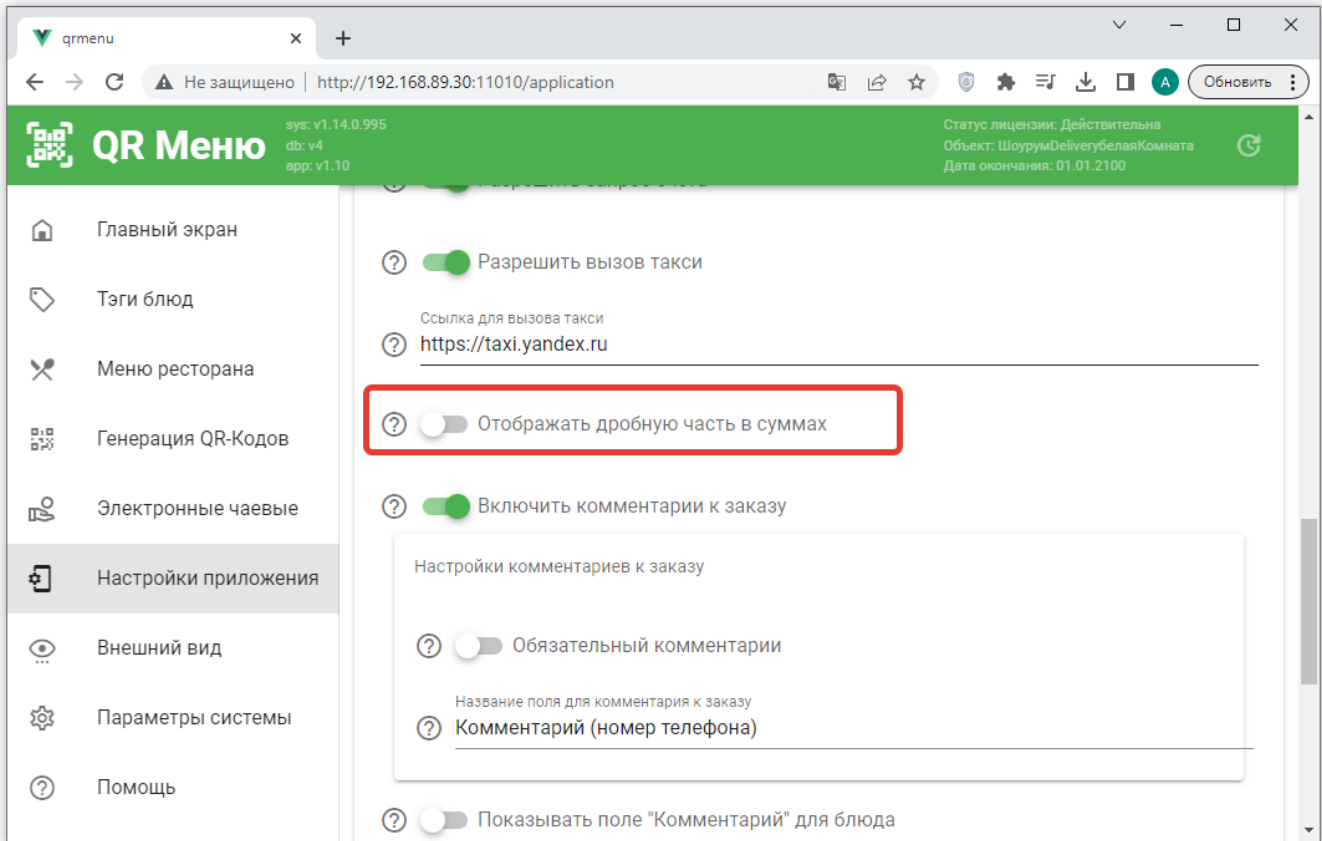 qrmenu
Не защищено
http://192.168.89.30:11010/application
A
Обновить
QR Меню
sys: v1.14.0.995
db: v4
app: v1.10
Статус лицензии: Действительна
Объект: ШоурумDeliveryбелаяКомната
Дата окончания: 01.01.2100
Главный экран
Тэги блюд
Меню ресторана
Генерация QR-Кодов
Электронные чаевые
Настройки приложения
Внешний вид
Параметры системы
Помощь
Разрешить вызов такси
Ссылка для вызова такси
https://taxi.yandex.ru
Отображать дробную часть в суммах
Включить комментарии к заказу
Настройки комментариев к заказу
Обязательный комментарии
Название поля для комментария к заказу
Комментарий (номер телефона)
Показывать поле "Комментарий" для блюда